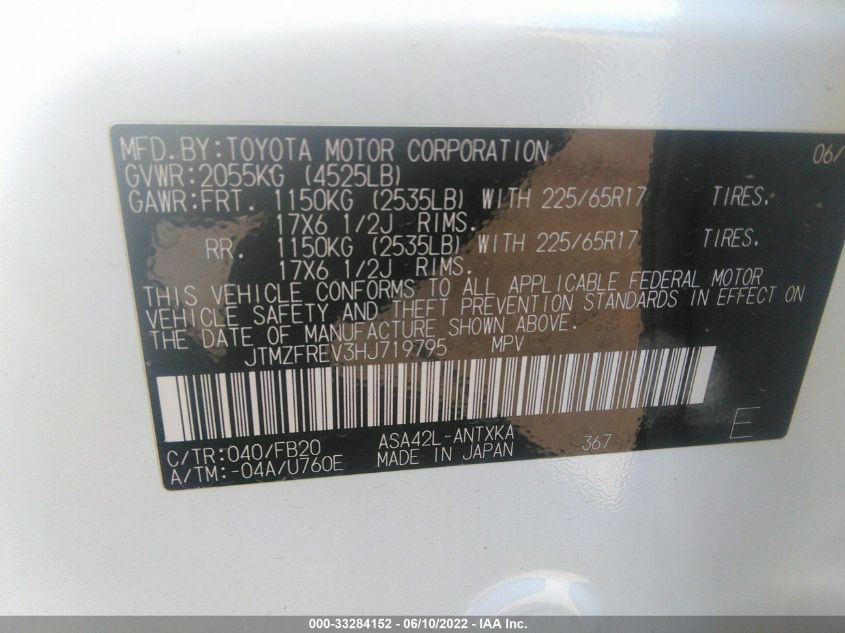 MFD.BY:TOYOTA MOTOR CORPORATION 06/
GVWR:2055KG (4525LB)
GAWR:FRT. 1150KG (2535LB) WITH 225/65R17 TIRES.
17X6 1/2J RIMS.
RR. 1150KG (2535LB) WITH 225/65R17 TIRES.
17X6 1/2J RIMS.
THIS VEHICLE CONFORMS TO ALL APPLICABLE FEDERAL MOTOR
VEHICLE SAFETY AND THEFT PREVENTION STANDARDS IN EFFECT ON
THE DATE OF MANUFACTURE SHOWN ABOVE.
JTMZFREV3HJ719795 MPV
C/TR:040/FB20 ASA42L-ANTXKA 367 E
A/TM:-04A/U760E MADE IN JAPAN
000-33284152 - 06/10/2022 - IAA Inc.